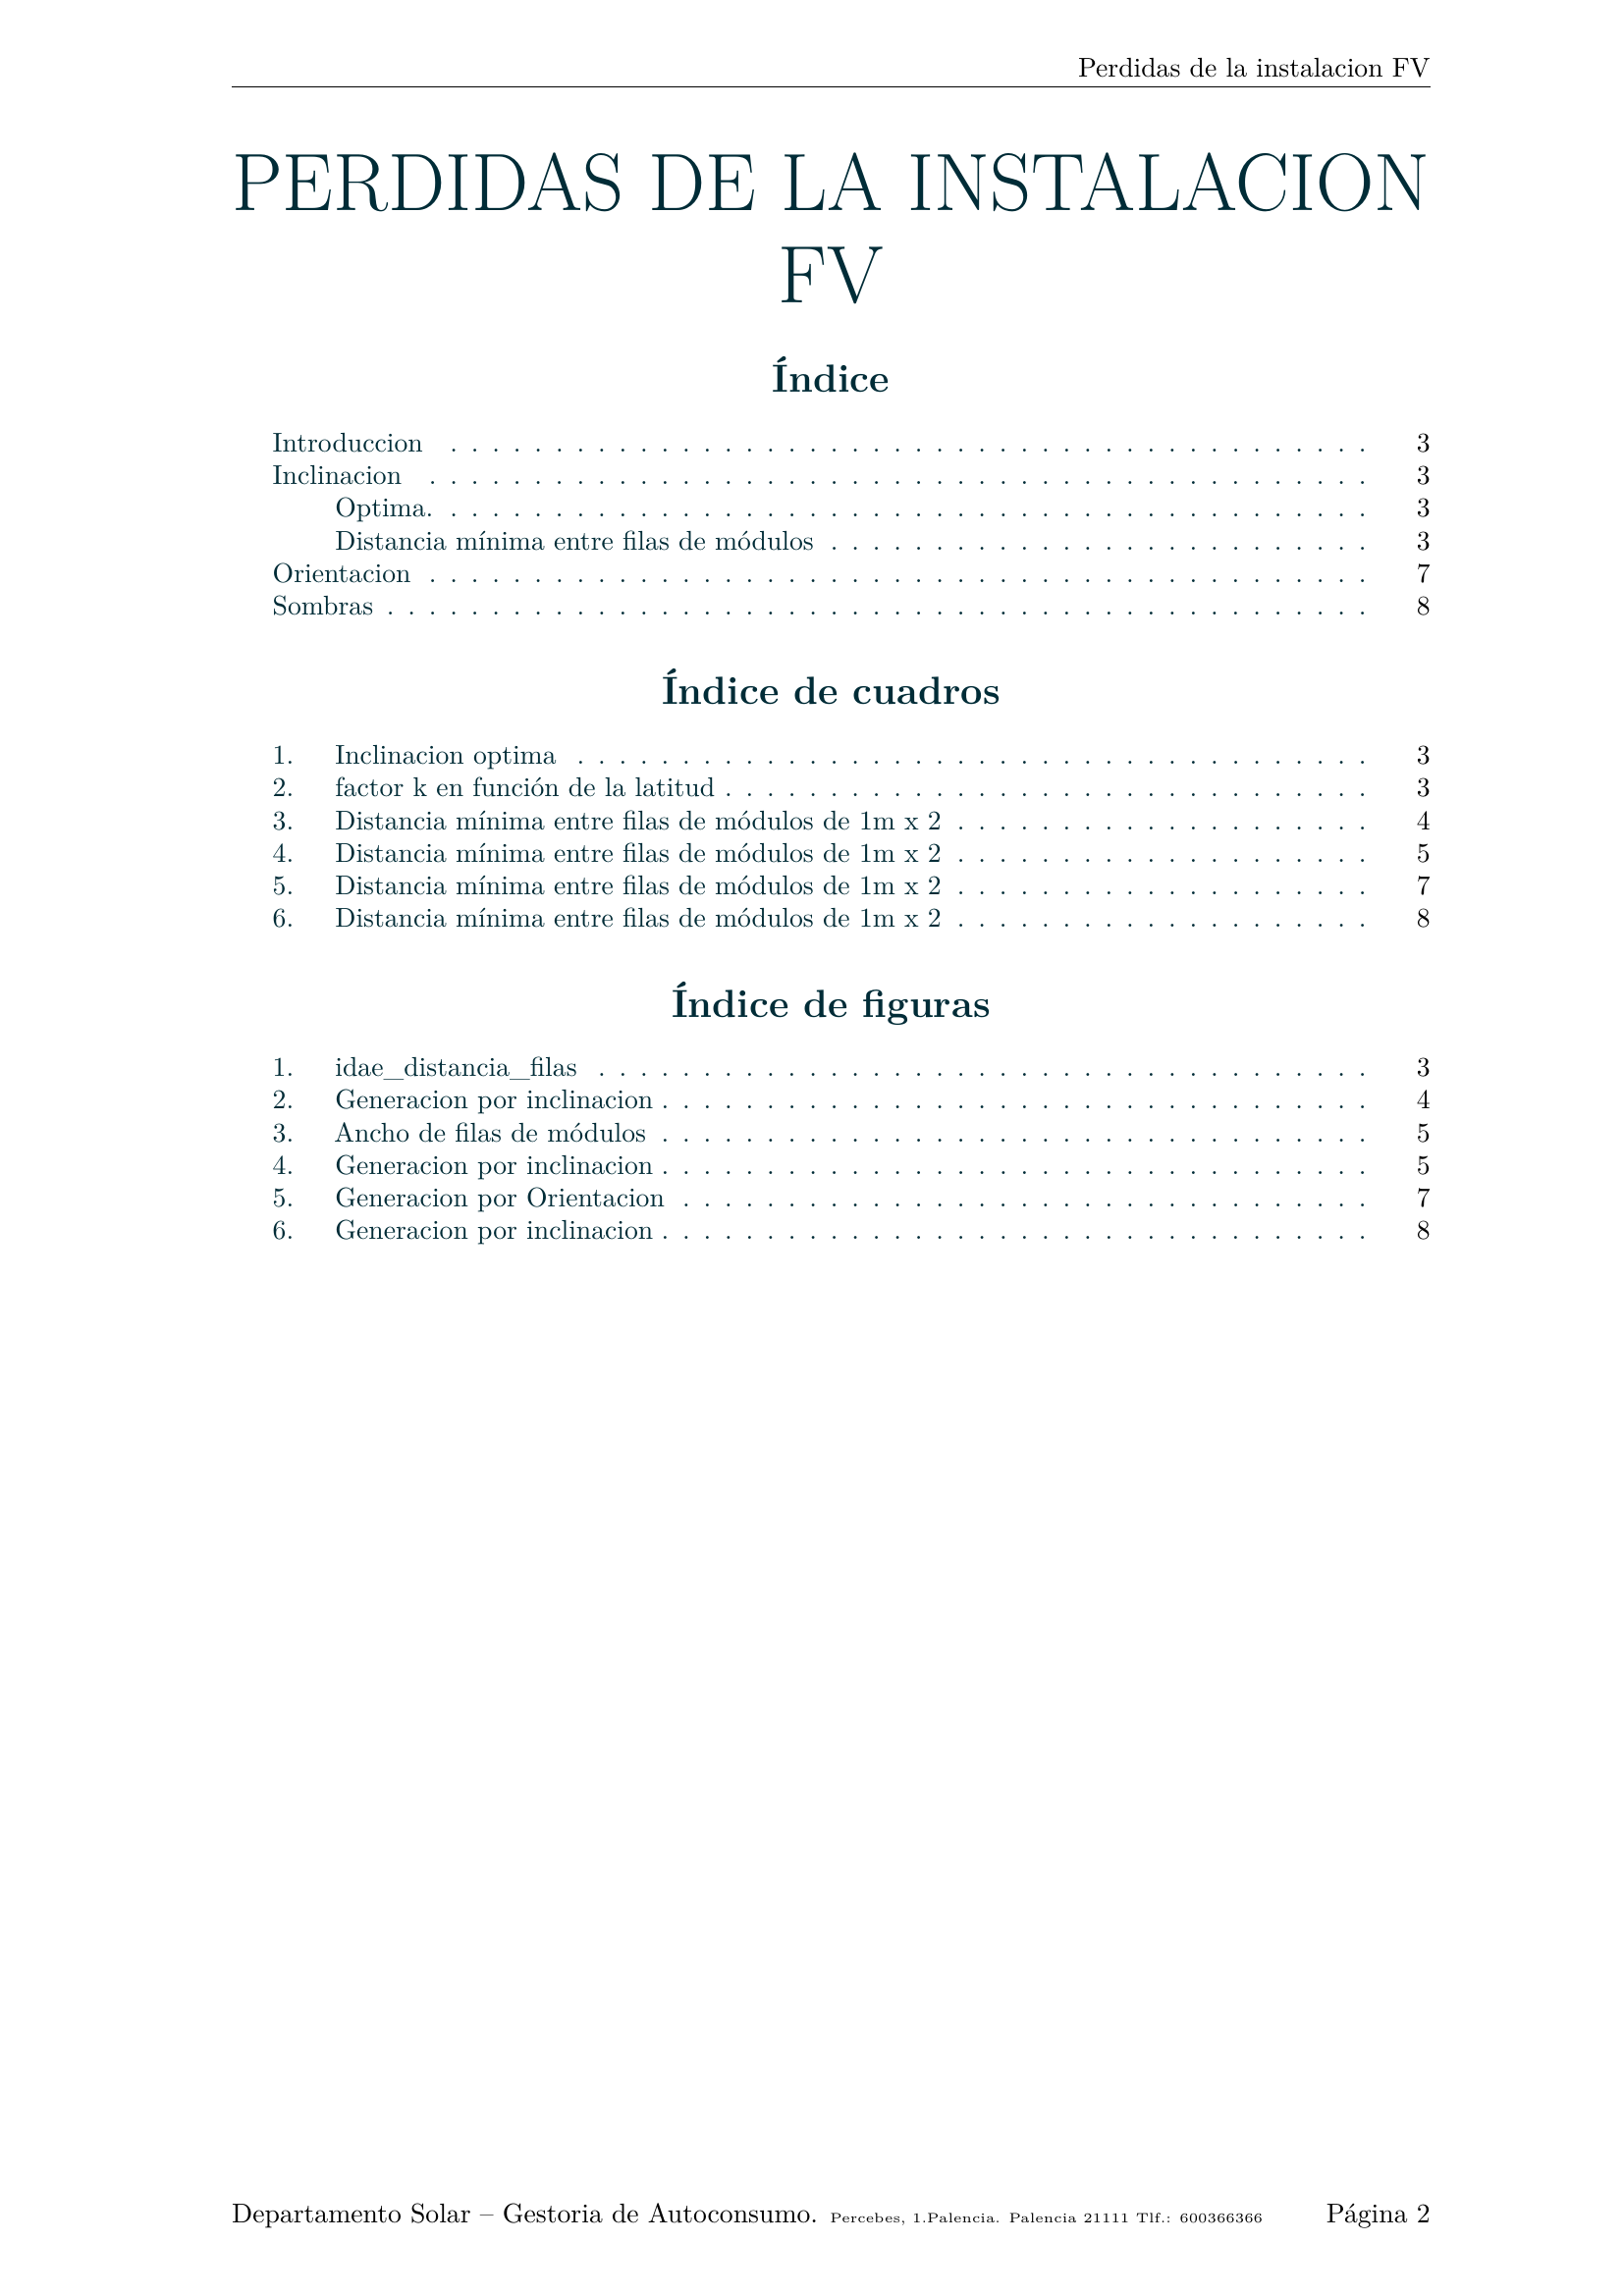 Perdidas de la instalacion FV
PERDIDAS DE LA INSTALACION
FV
Índice
Introduccion . . . . . . . . . . . . . . . . . . . . . . . . . . . . . . . . . . . . . . . . . . . . 3
Inclinacion . . . . . . . . . . . . . . . . . . . . . . . . . . . . . . . . . . . . . . . . . . . . . 3
Optima. . . . . . . . . . . . . . . . . . . . . . . . . . . . . . . . . . . . . . . . . . . . . 3
Distancia mínima entre filas de módulos . . . . . . . . . . . . . . . . . . . . . . . . . . 3
Orientacion . . . . . . . . . . . . . . . . . . . . . . . . . . . . . . . . . . . . . . . . . . . . . 7
Sombras . . . . . . . . . . . . . . . . . . . . . . . . . . . . . . . . . . . . . . . . . . . . . . . 8
Índice de cuadros
1. Inclinacion optima . . . . . . . . . . . . . . . . . . . . . . . . . . . . . . . . . . . . . . 3
2. factor k en función de la latitud . . . . . . . . . . . . . . . . . . . . . . . . . . . . . . . 3
3. Distancia mínima entre filas de módulos de 1m x 2 . . . . . . . . . . . . . . . . . . . . 4
4. Distancia mínima entre filas de módulos de 1m x 2 . . . . . . . . . . . . . . . . . . . . 5
5. Distancia mínima entre filas de módulos de 1m x 2 . . . . . . . . . . . . . . . . . . . . 7
6. Distancia mínima entre filas de módulos de 1m x 2 . . . . . . . . . . . . . . . . . . . . 8
Índice de figuras
1. idae_distancia_filas . . . . . . . . . . . . . . . . . . . . . . . . . . . . . . . . . . . . . 3
2. Generacion por inclinacion . . . . . . . . . . . . . . . . . . . . . . . . . . . . . . . . . . 4
3. Ancho de filas de módulos . . . . . . . . . . . . . . . . . . . . . . . . . . . . . . . . . . 5
4. Generacion por inclinacion . . . . . . . . . . . . . . . . . . . . . . . . . . . . . . . . . . 5
5. Generacion por Orientacion . . . . . . . . . . . . . . . . . . . . . . . . . . . . . . . . . 7
6. Generacion por inclinacion . . . . . . . . . . . . . . . . . . . . . . . . . . . . . . . . . . 8
Departamento Solar – Gestoria de Autoconsumo. Percebes, 1.Palencia. Palencia 21111 Tlf.: 600366366 Página 2